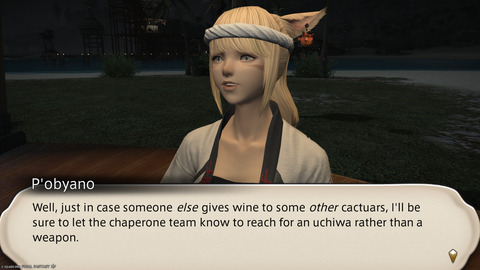 P'obyano
Well, just in case someone else gives wine to some other cactuars, I'll be
sure to let the chaperone team know to reach for an uchiwa rather than a
weapon.